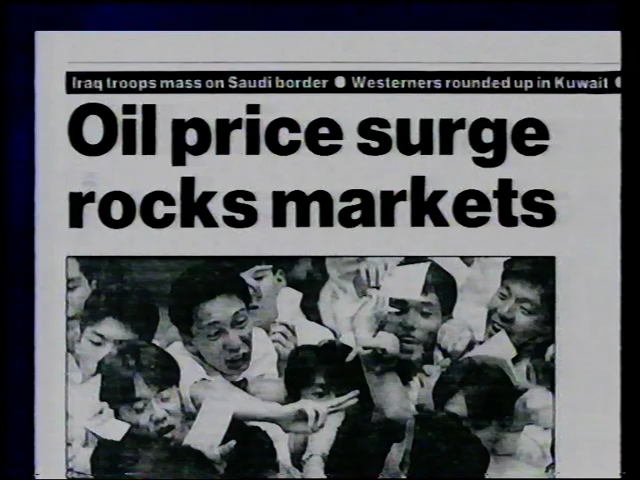 Iraq troops mass on Saudi border ● Westerners rounded up in Kuwait ●
Oil price surge
rocks markets